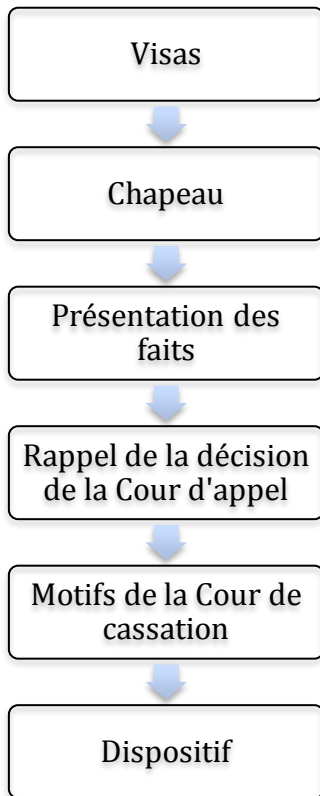 Visas
Chapeau
Présentation des
faits
Rappel de la décision
de la Cour d'appel
Motifs de la Cour de
cassation
Dispositif